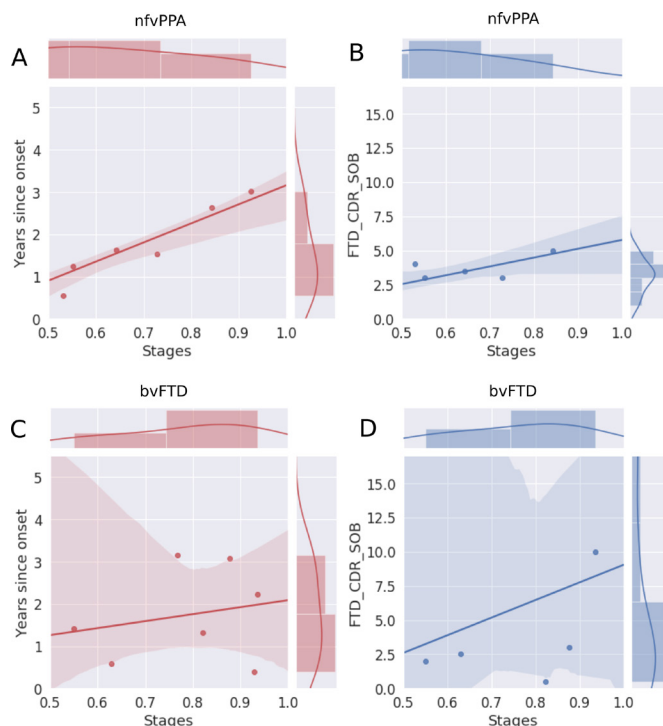 nfvPPA
nfvPPA
A
B
5
4
3
2
1
0
Years since onset
0.5 0.6 0.7 0.8 0.9 1.0
Stages
15.0
12.5
10.0
7.5
5.0
2.5
0.0
FTD_CDR_SOB
0.5 0.6 0.7 0.8 0.9 1.0
Stages
bvFTD
bvFTD
C
D
5
4
3
2
1
0
Years since onset
0.5 0.6 0.7 0.8 0.9 1.0
Stages
15.0
12.5
10.0
7.5
5.0
2.5
0.0
FTD_CDR_SOB
0.5 0.6 0.7 0.8 0.9 1.0
Stages